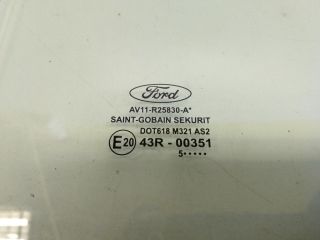 Ford
AV11-R25830-A*
SAINT-GOBAIN SEKURIT
DOT618 M321 AS2
E20 43R - 00351
5•••••